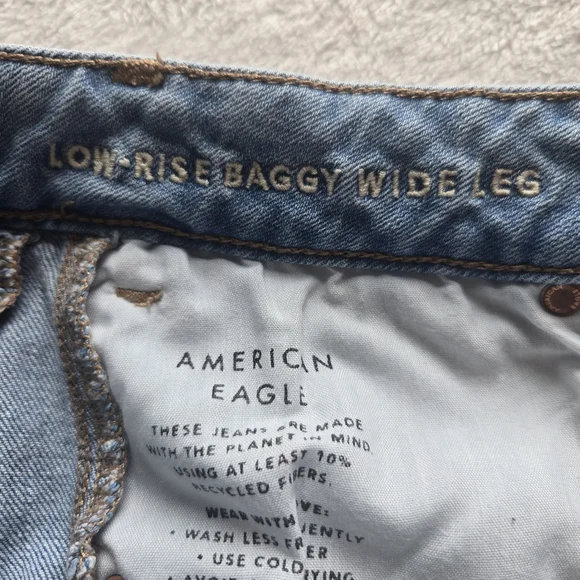 LOW-RISE BAGGY WIDE LEG
AMERICAN
EAGLE
THESE JEANS ARE MADE
WITH THE PLANET IN MIND
USING AT LEAST 10%
RECYCLED FIBERS.
WEAR WITH
• WASH LESS
• USE COLD